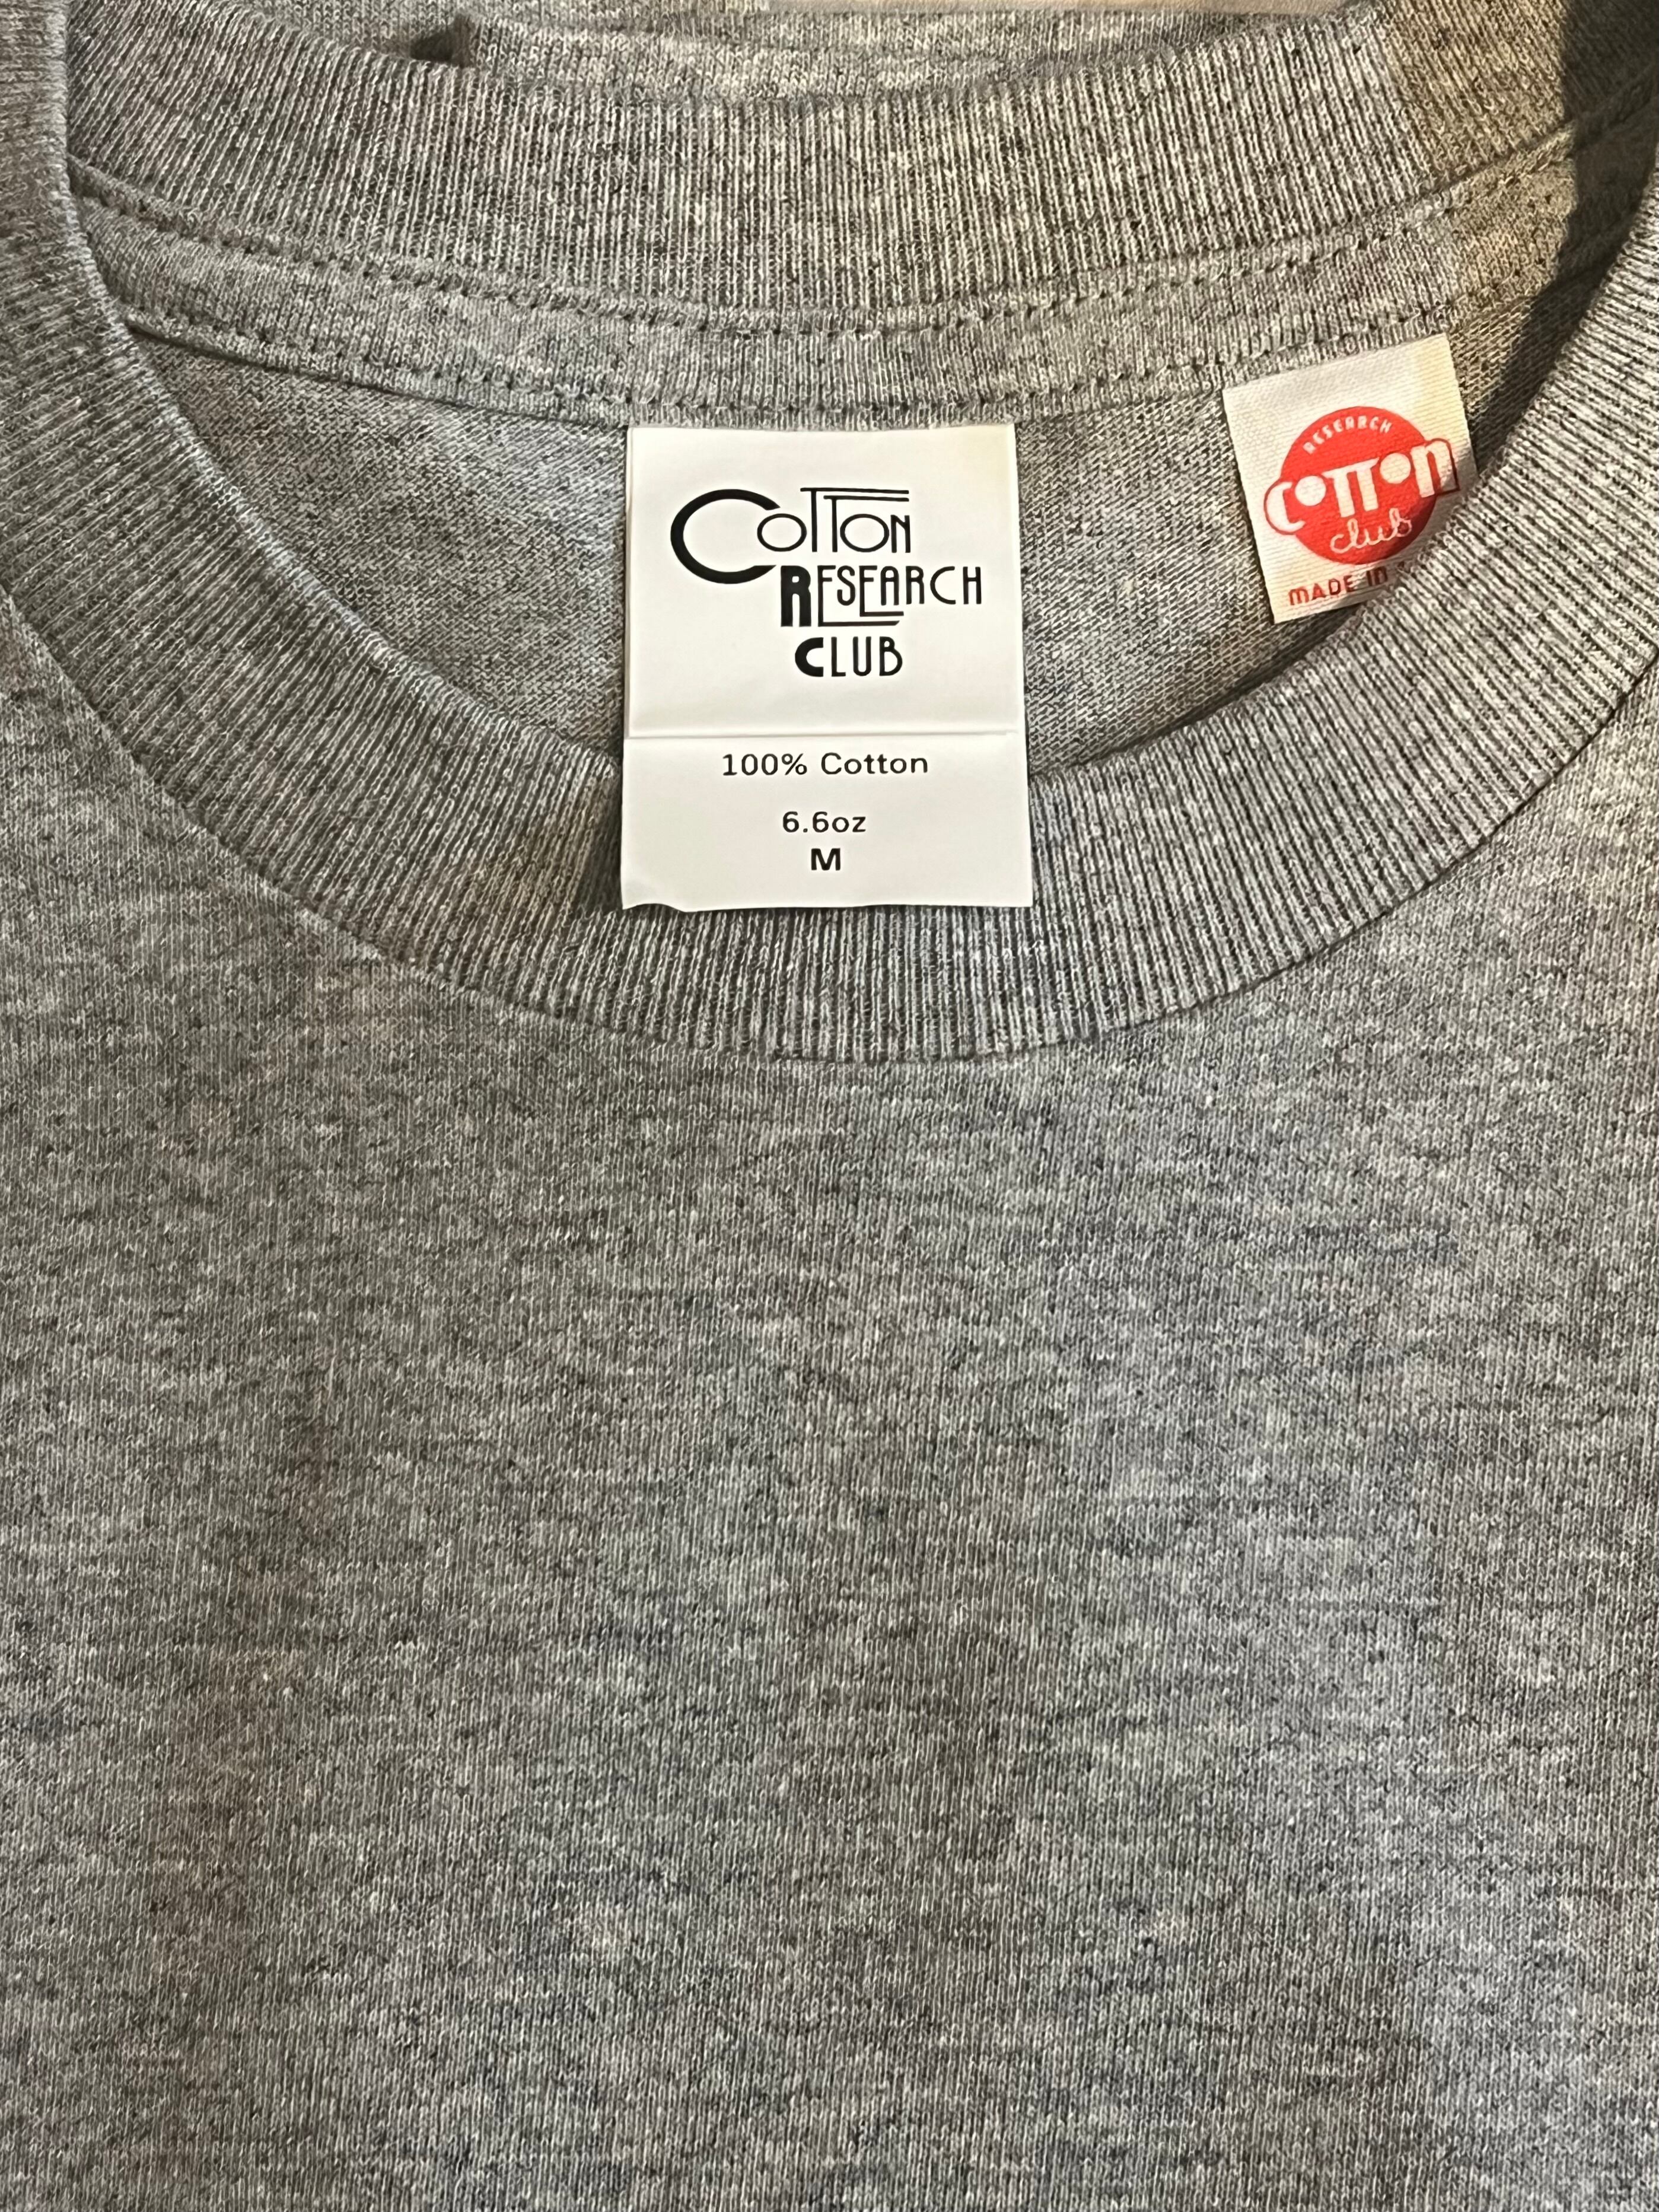 COTTON
RESEARCH
CLUB
100% Cotton
6.6oz
M
RESEARCH
COTTON
club
MADE IN